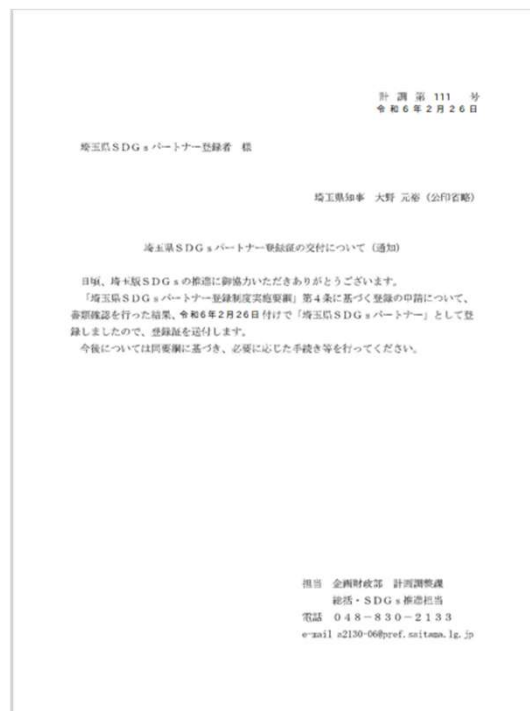 計 調 第 111 号
令和６年２月２６日
埼玉県ＳＤＧｓパートナー登録者 様
埼玉県知事 大野 元裕（公印省略）
埼玉県ＳＤＧｓパートナー登録証の交付について（通知）
日頃、埼玉版ＳＤＧｓの推進に御協力いただきありがとうございます。
「埼玉県ＳＤＧｓパートナー登録制度実施要綱」第４条に基づく登録の申請について、
書類確認を行った結果、令和６年２月２６日付けで「埼玉県ＳＤＧｓパートナー」として登
録しましたので、登録証を送付します。
今後については同要綱に基づき、必要に応じた手続き等を行ってください。
担当 企画財政部 計画調整課
総括・ＳＤＧｓ推進担当
電話 ０４８－８３０－２１３３
e-mail a2130-06@pref.saitama.lg.jp